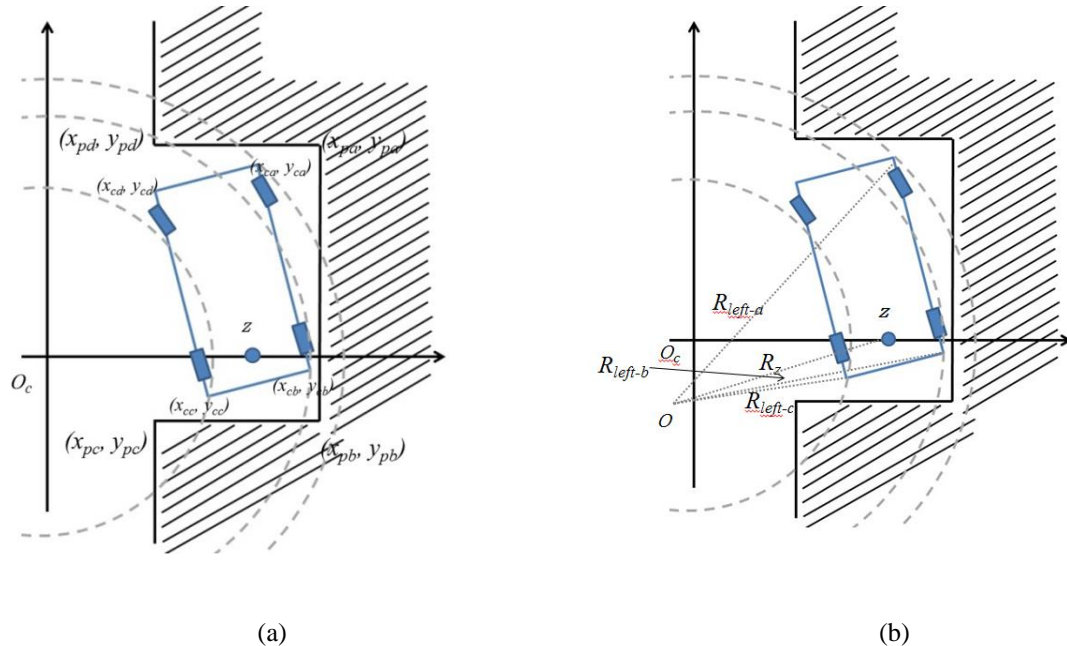 (x_pd, y_pd)
(x_pa, y_pa)
(x_ca, y_ca)
(x_cd, y_cd)
z
O_c
(x_cb, y_cb)
(x_cc, y_cc)
(x_pc, y_pc)
(x_pb, y_pb)
(a)
R_left-a
z
O_c
R_left-b
R_z
R_left-c
O
(b)